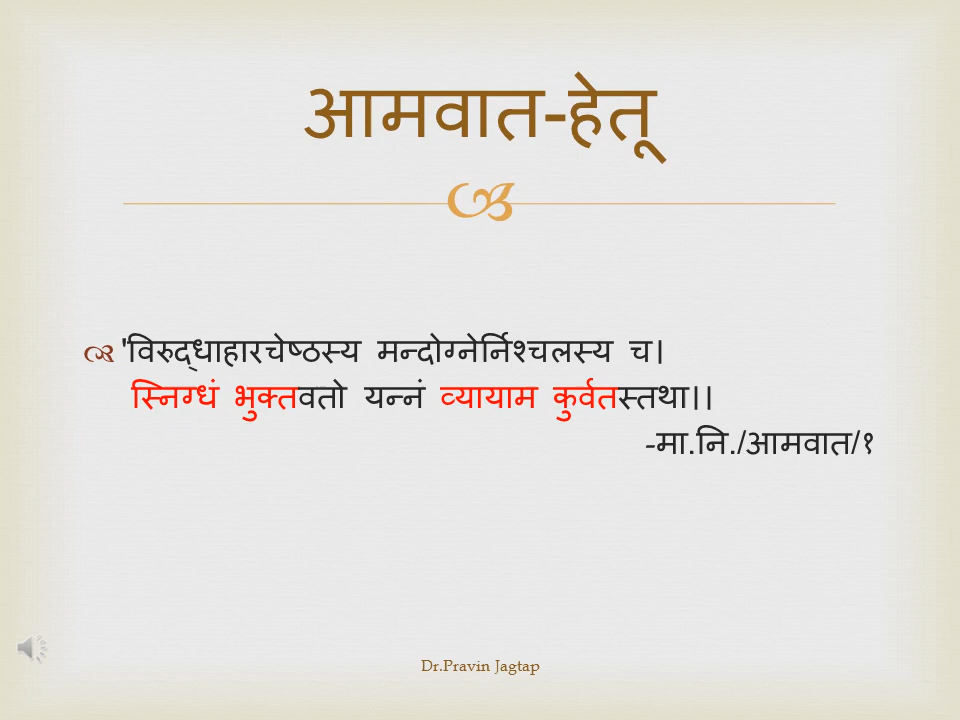 आमवात-हेतू
'विरुद्धाहारचेष्ठस्य मन्दोग्नेर्निश्चलस्य च।
स्निग्धं भुक्तवतो यन्नं व्यायाम कुर्वतस्तथा।।
-मा.नि./आमवात/१
Dr.Pravin Jagtap